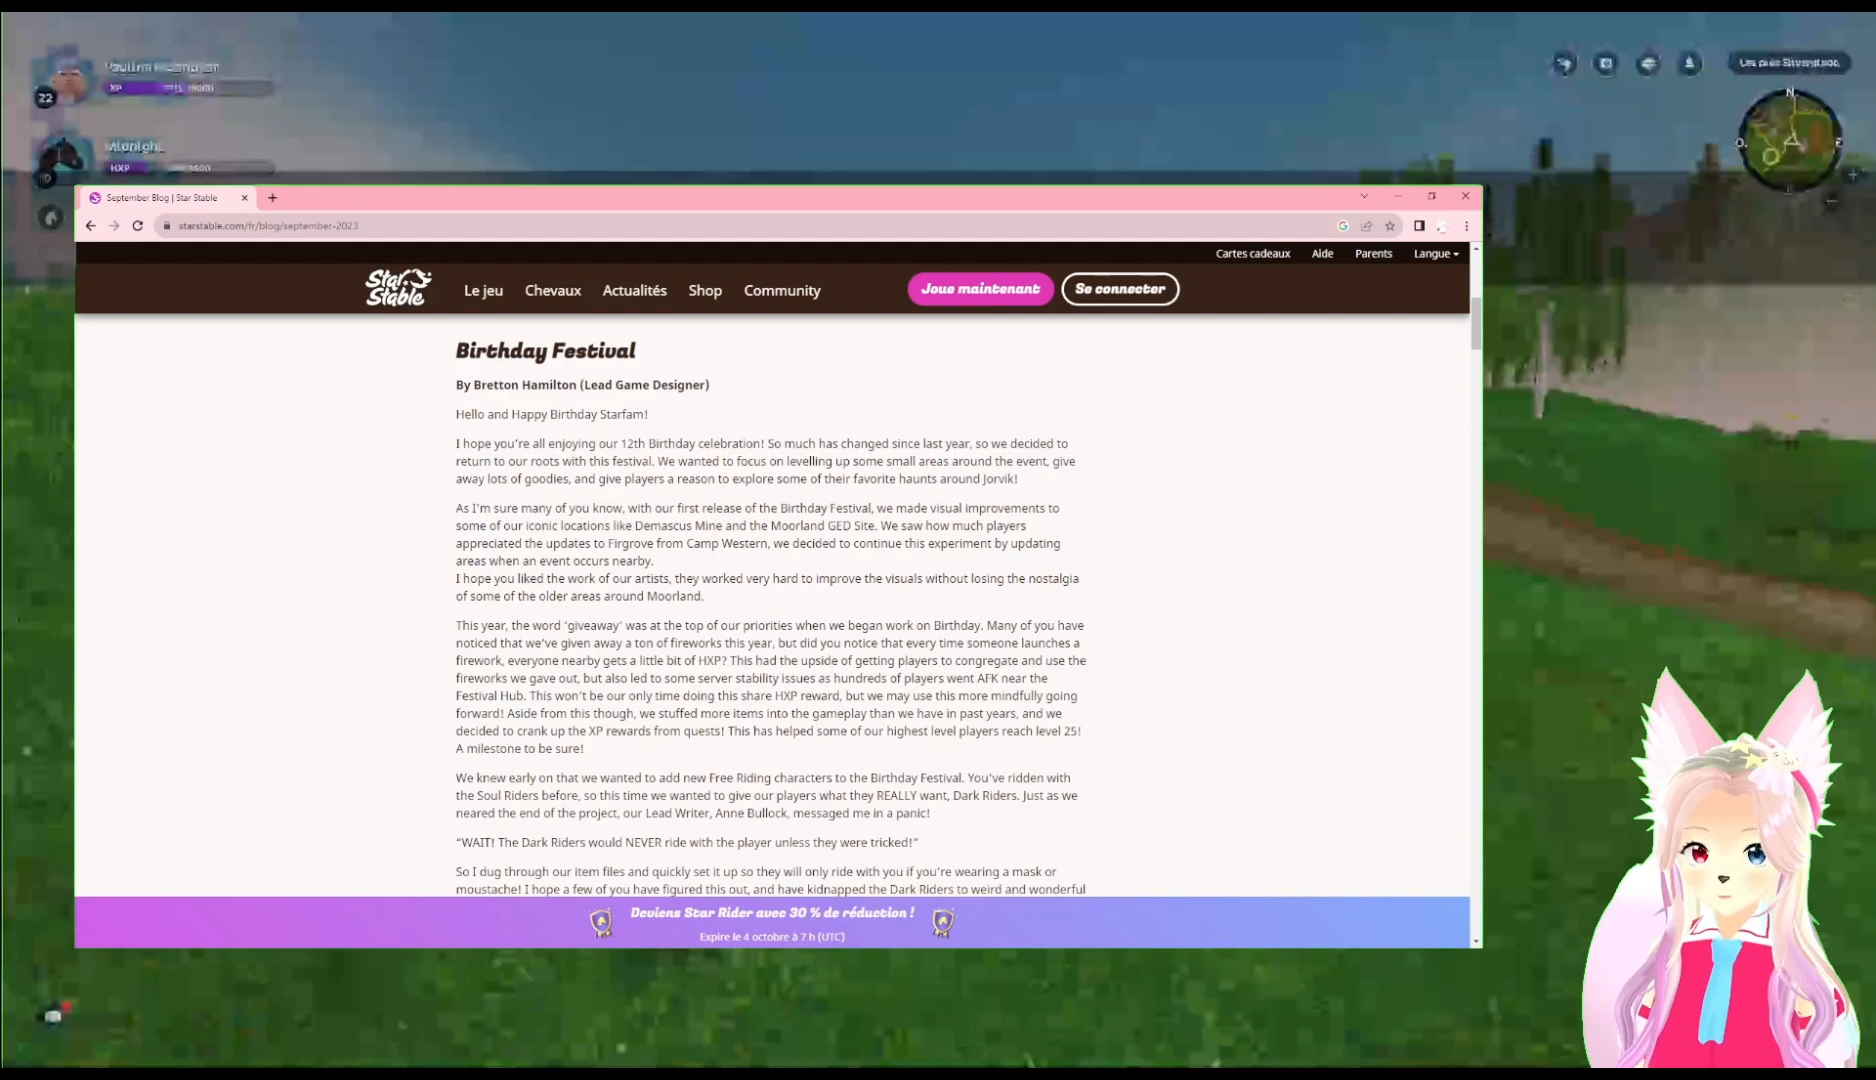 22
XP
Midnight
HXP
N
September Blog | Star Stable
starstable.com/fr/blog/september-2023
Cartes cadeaux Aide Parents Langue
Star Stable Le jeu Chevaux Actualités Shop Community Joue maintenant Se connecter
Birthday Festival
By Bretton Hamilton (Lead Game Designer)
Hello and Happy Birthday Starfam!
I hope you're all enjoying our 12th Birthday celebration! So much has changed since last year, so we decided to
return to our roots with this festival. We wanted to focus on levelling up some small areas around the event, give
away lots of goodies, and give players a reason to explore some of their favorite haunts around Jorvik!
As I'm sure many of you know, with our first release of the Birthday Festival, we made visual improvements to
some of our iconic locations like Demascus Mine and the Moorland GED Site. We saw how much players
appreciated the updates to Firgrove from Camp Western, we decided to continue this experiment by updating
areas when an event occurs nearby.
I hope you liked the work of our artists, they worked very hard to improve the visuals without losing the nostalgia
of some of the older areas around Moorland.
This year, the word 'giveaway' was at the top of our priorities when we began work on Birthday. Many of you have
noticed that we've given away a ton of fireworks this year, but did you notice that every time someone launches a
firework, everyone nearby gets a little bit of HXP? This had the upside of getting players to congregate and use the
fireworks we gave out, but also led to some server stability issues as hundreds of players went AFK near the
Festival Hub. This won't be our only time doing this share HXP reward, but we may use this more mindfully going
forward! Aside from this though, we stuffed more items into the gameplay than we have in past years, and we
decided to crank up the XP rewards from quests! This has helped some of our highest level players reach level 25!
A milestone to be sure!
We knew early on that we wanted to add new Free Riding characters to the Birthday Festival. You've ridden with
the Soul Riders before, so this time we wanted to give our players what they REALLY want, Dark Riders. Just as we
neared the end of the project, our Lead Writer, Anne Bullock, messaged me in a panic!
“WAIT! The Dark Riders would NEVER ride with the player unless they were tricked!”
So I dug through our item files and quickly set it up so they will only ride with you if you're wearing a mask or
moustache! I hope a few of you have figured this out, and have kidnapped the Dark Riders to weird and wonderful
Deviens Star Rider avec 30 % de réduction !
Expire le 4 octobre à 7 h (UTC)